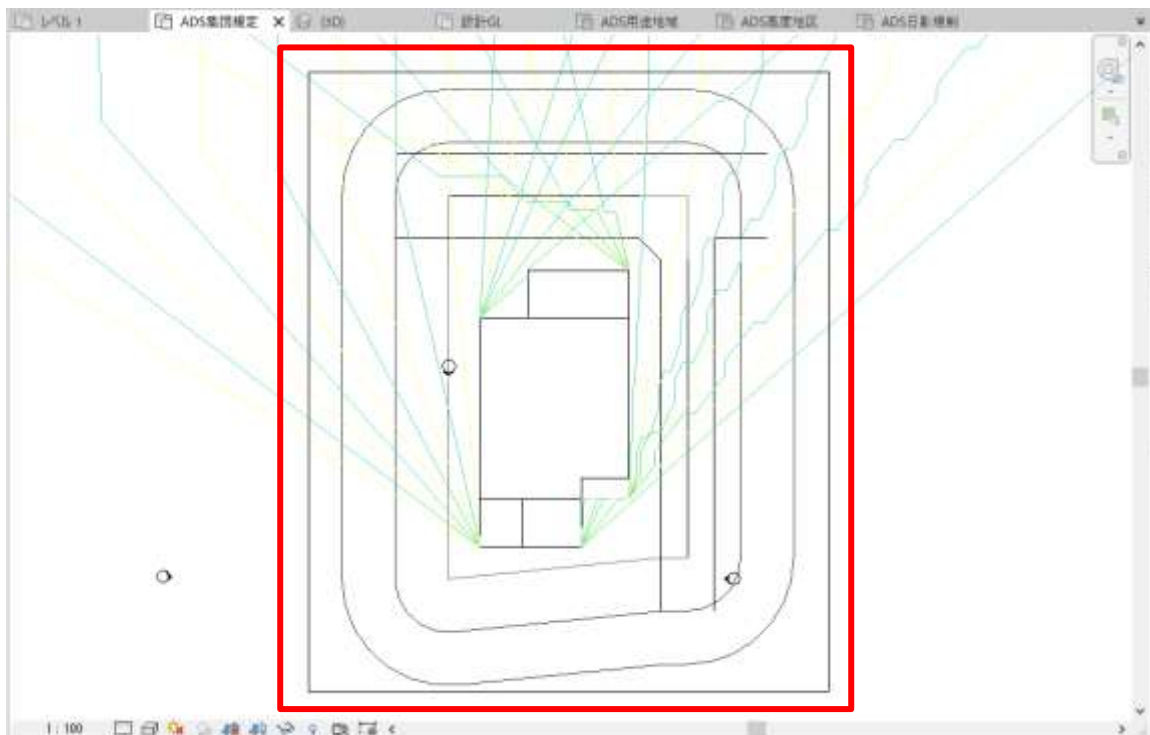 レベル 1
ADS集団規定
{3D}
設計GL
ADS用途地域
ADS高度地区
ADS日影規制
1 : 100